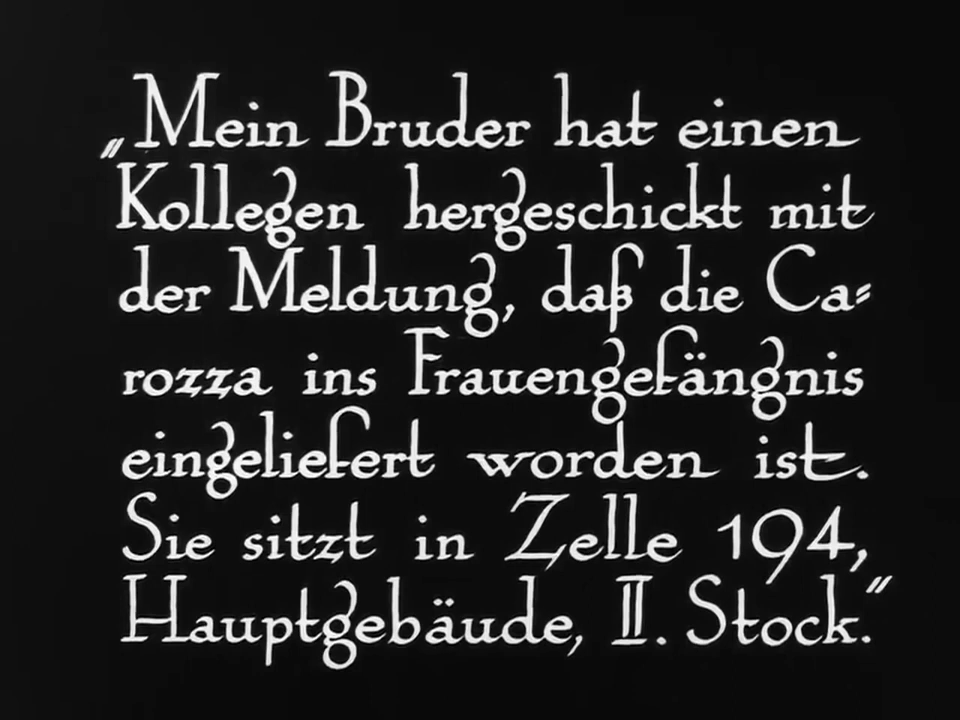 „Mein Bruder hat einen
Kollegen hergeschickt mit
der Meldung, daß die Ca⸗
rozza ins Frauengefängnis
eingeliefert worden ist.
Sie sitzt in Zelle 194,
Hauptgebäude, II. Stock.“